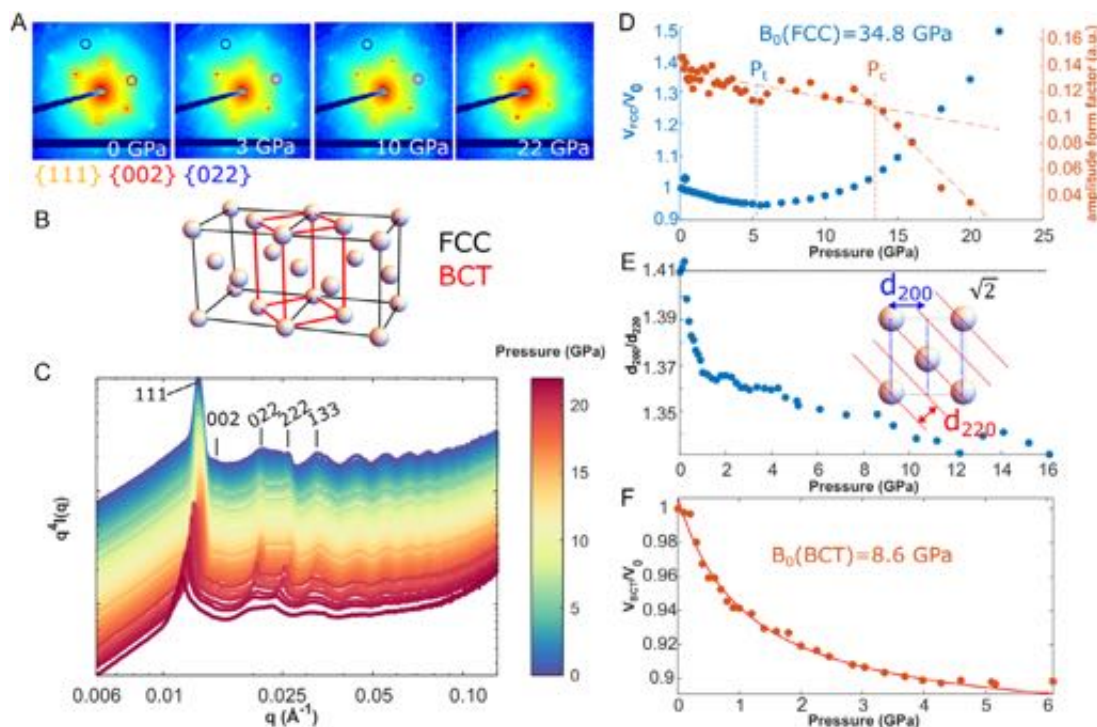 A
0 GPa
3 GPa
10 GPa
22 GPa
{111} {002} {022}
B
FCC
BCT
C
Pressure (GPa)
111
002
022
222
133
20
15
10
5
0
q⁴I(q)
0.006
0.01
0.025
0.05
0.10
q (Å⁻¹)
D
B₀(FCC)=34.8 GPa
Pₜ
P_c
V_FCC/V₀
1.5
1.4
1.3
1.2
1.1
1
0.9
amplitude form factor (a.u.)
0.16
0.14
0.12
0.10
0.08
0.06
0.04
0 5 10 15 20 25
Pressure (GPa)
E
√2
d₂₀₀
d₂₂₀
d₂₀₀/d₂₂₀
1.41
1.39
1.37
1.36
1.35
0 2 4 6 8 10 12 14 16
Pressure (GPa)
F
B₀(BCT)=8.6 GPa
V_BCT/V₀
1
0.98
0.96
0.94
0.92
0.9
0 1 2 3 4 5 6
Pressure (GPa)